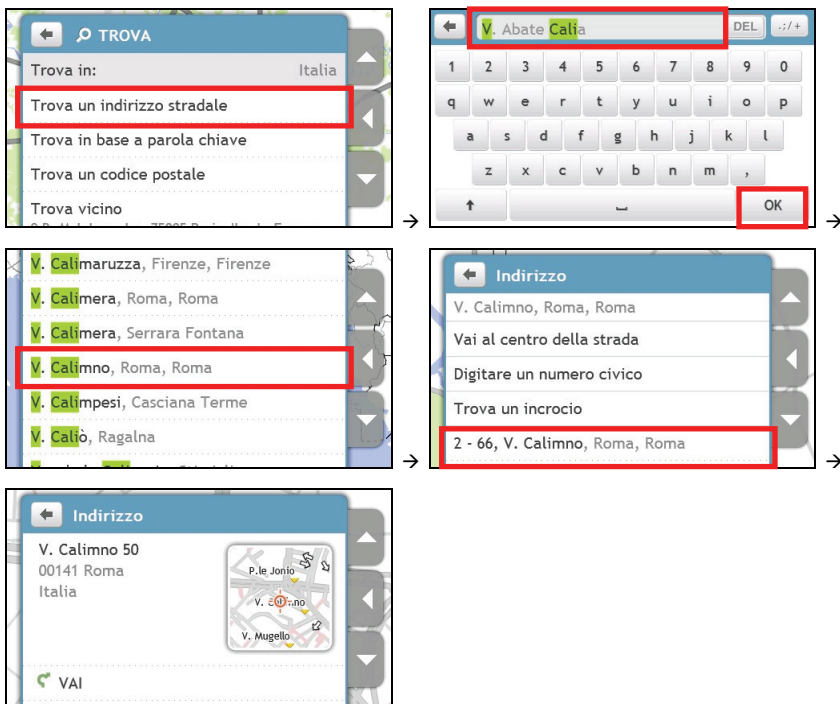 TROVA
Trova in: Italia
Trova un indirizzo stradale
Trova in base a parola chiave
Trova un codice postale
Trova vicino
→
V. Abate Calia DEL .:/+
1 2 3 4 5 6 7 8 9 0
q w e r t y u i o p
a s d f g h j k l
z x c v b n m ,
OK
→
V. Calimaruzza, Firenze, Firenze
V. Calimera, Roma, Roma
V. Calimera, Serrara Fontana
V. Calimno, Roma, Roma
V. Calimpesi, Casciana Terme
V. Caliò, Ragalna
→
Indirizzo
V. Calimno, Roma, Roma
Vai al centro della strada
Digitare un numero civico
Trova un incrocio
2 - 66, V. Calimno, Roma, Roma
→
Indirizzo
V. Calimno 50
00141 Roma
Italia
P.le Jonio
V. Mugello
VAI